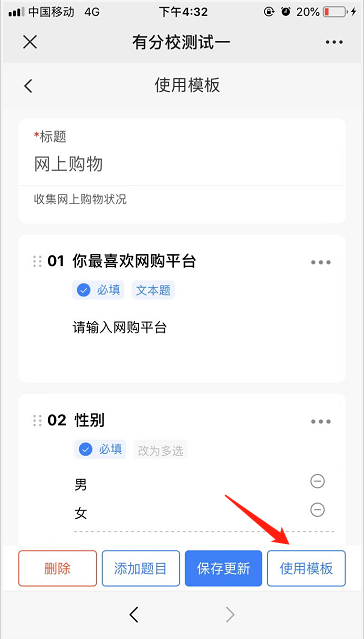 中国移动 4G 下午4:32 20%
有分校测试一
使用模板
*标题
网上购物
收集网上购物状况
01 你最喜欢网购平台
必填 文本题
请输入网购平台
02 性别
必填 改为多选
男
女
删除 添加题目 保存更新 使用模板